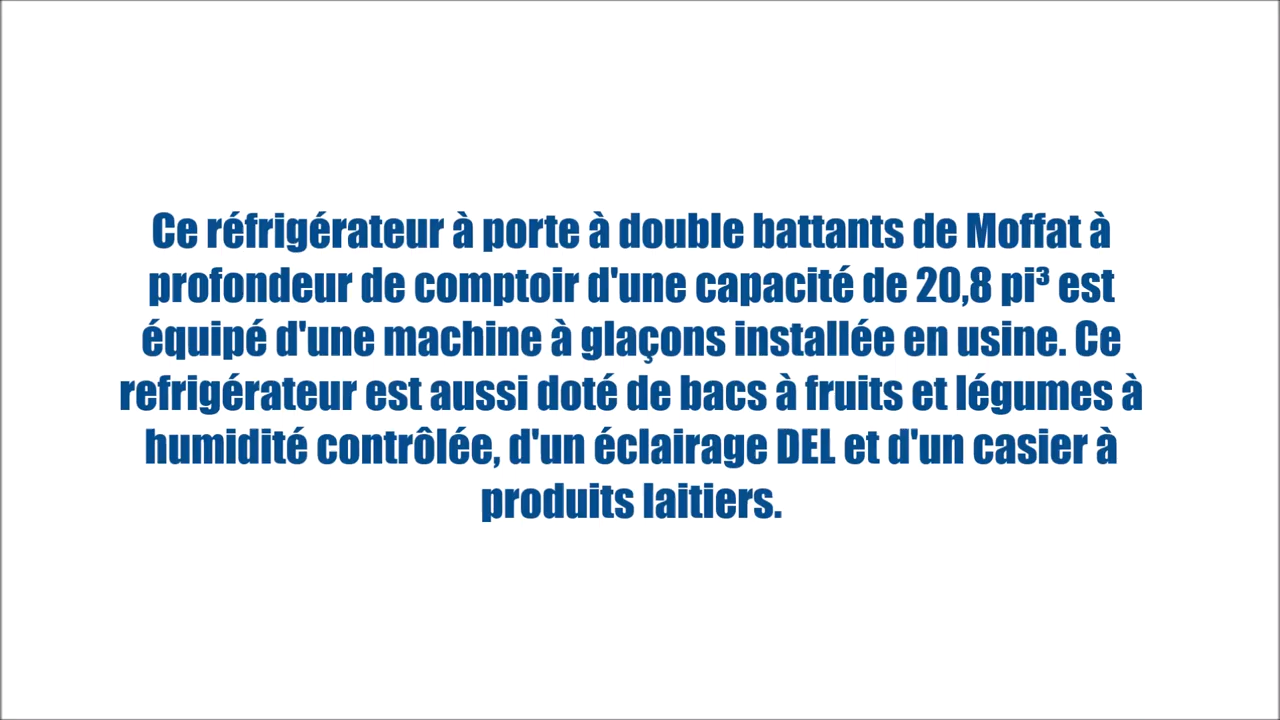 Ce réfrigérateur à porte à double battants de Moffat à
profondeur de comptoir d'une capacité de 20,8 pi³ est
équipé d'une machine à glaçons installée en usine. Ce
refrigérateur est aussi doté de bacs à fruits et légumes à
humidité contrôlée, d'un éclairage DEL et d'un casier à
produits laitiers.